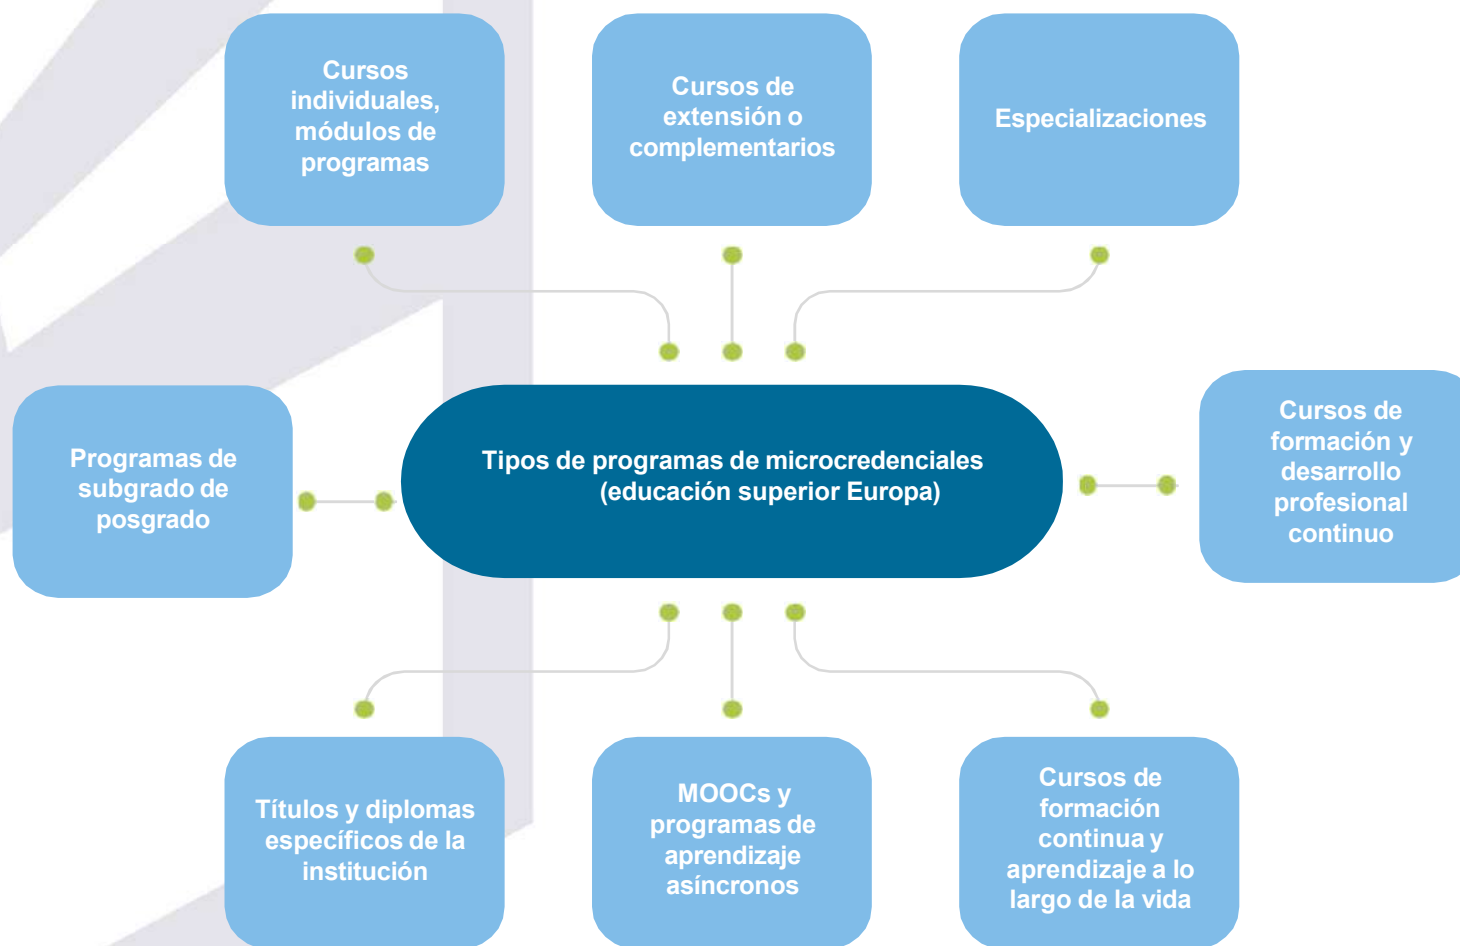 Cursos
individuales,
módulos de
programas
Cursos de
extensión o
complementarios
Especializaciones
Programas de
subgrado de
posgrado
Tipos de programas de microcredenciales
(educación superior Europa)
Cursos de
formación y
desarrollo
profesional
continuo
Títulos y diplomas
específicos de la
institución
MOOCs y
programas de
aprendizaje
asíncronos
Cursos de
formación
continua y
aprendizaje a lo
largo de la vida